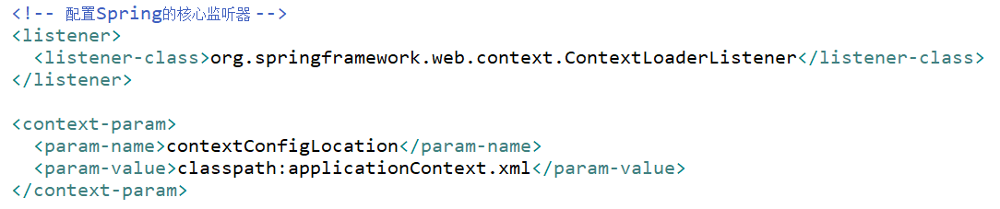 <!-- 配置Spring的核心监听器 -->
<listener>
  <listener-class>org.springframework.web.context.ContextLoaderListener</listener-class>
</listener>

<context-param>
  <param-name>contextConfigLocation</param-name>
  <param-value>classpath:applicationContext.xml</param-value>
</context-param>